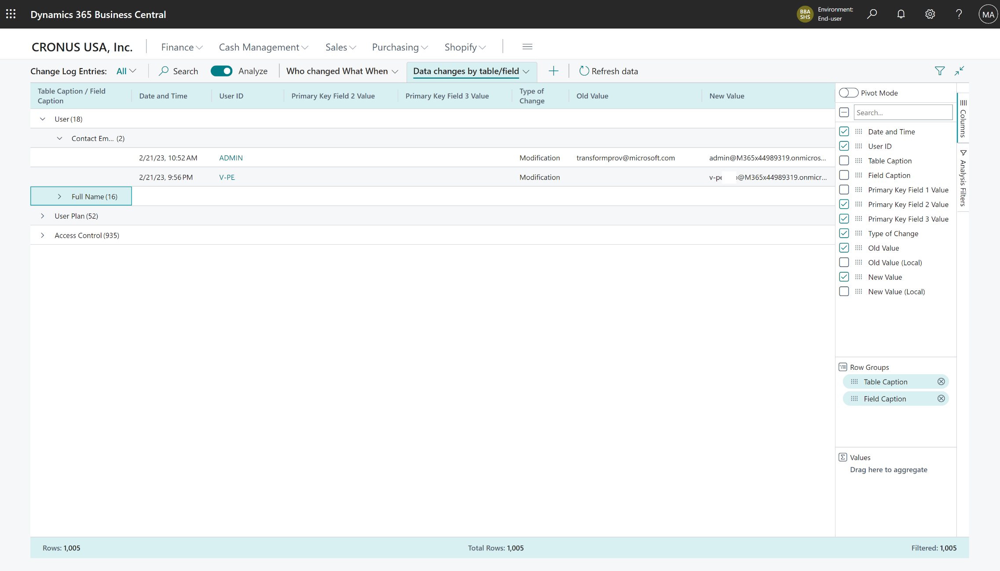 Dynamics 365 Business Central
BBA
SHS
Environment:
End-user
MA
CRONUS USA, Inc.
Finance
Cash Management
Sales
Purchasing
Shopify
Change Log Entries:
All
Search
Analyze
Who changed What When
Data changes by table/field
Refresh data
Table Caption / Field
Caption
Date and Time
User ID
Primary Key Field 2 Value
Primary Key Field 3 Value
Type of
Change
Old Value
New Value
User (18)
Contact Em... (2)
2/21/23, 10:52 AM ADMIN Modification transformprov@microsoft.com admin@M365x44989319.onmicros...
2/21/23, 9:56 PM V-PE Modification v-pe @M365x44989319.onmicr...
Full Name (16)
User Plan (52)
Access Control (935)
Pivot Mode
Search...
Date and Time
User ID
Table Caption
Field Caption
Primary Key Field 1 Value
Primary Key Field 2 Value
Primary Key Field 3 Value
Type of Change
Old Value
Old Value (Local)
New Value
New Value (Local)
Row Groups
Table Caption
Field Caption
Values
Drag here to aggregate
Columns
Analysis Filters
Rows: 1,005
Total Rows: 1,005
Filtered: 1,005